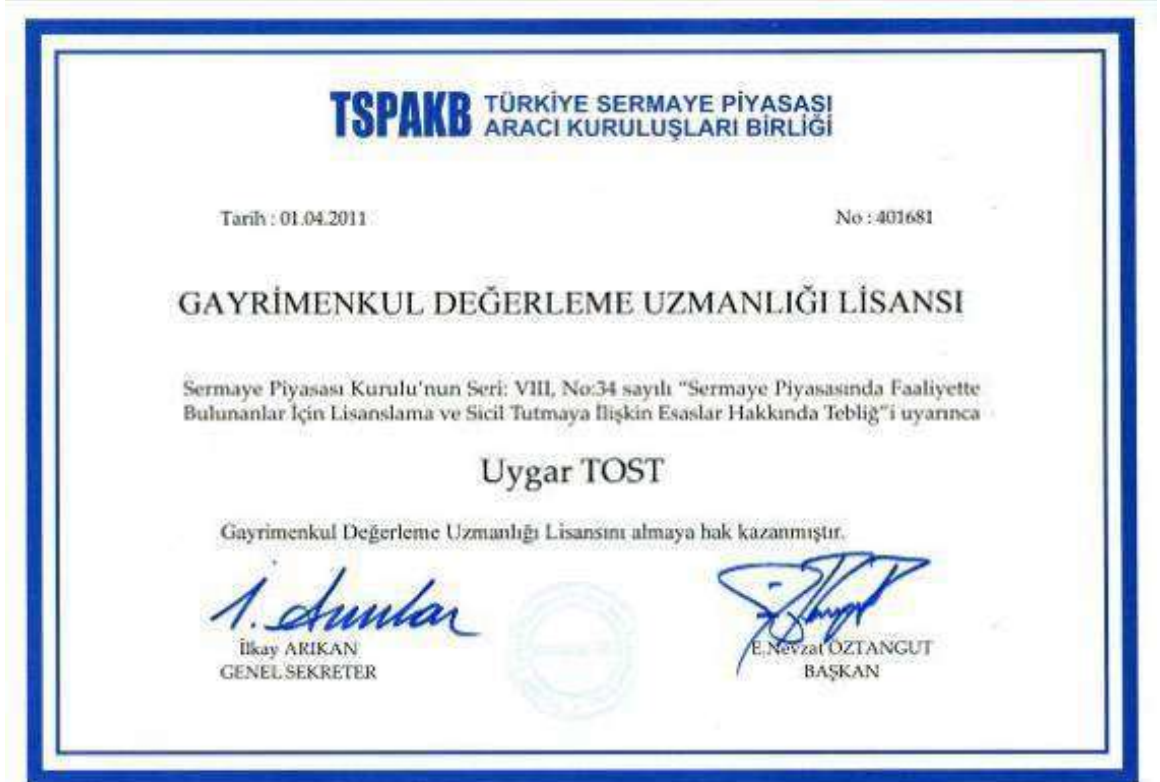 TSPAKB TÜRKİYE SERMAYE PİYASASI
ARACI KURULUŞLARI BİRLİĞİ
Tarih : 01.04.2011
No : 401681
GAYRİMENKUL DEĞERLEME UZMANLIĞI LİSANSI
Sermaye Piyasası Kurulu'nun Seri: VIII, No:34 sayılı "Sermaye Piyasasında Faaliyette
Bulunanlar İçin Lisanslama ve Sicil Tutmaya İlişkin Esaslar Hakkında Tebliğ"i uyarınca
Uygar TOST
Gayrimenkul Değerleme Uzmanlığı Lisansını almaya hak kazanmıştır.
İlkay ARIKAN
GENEL SEKRETER
E.Nevzat ÖZTANGUT
BAŞKAN